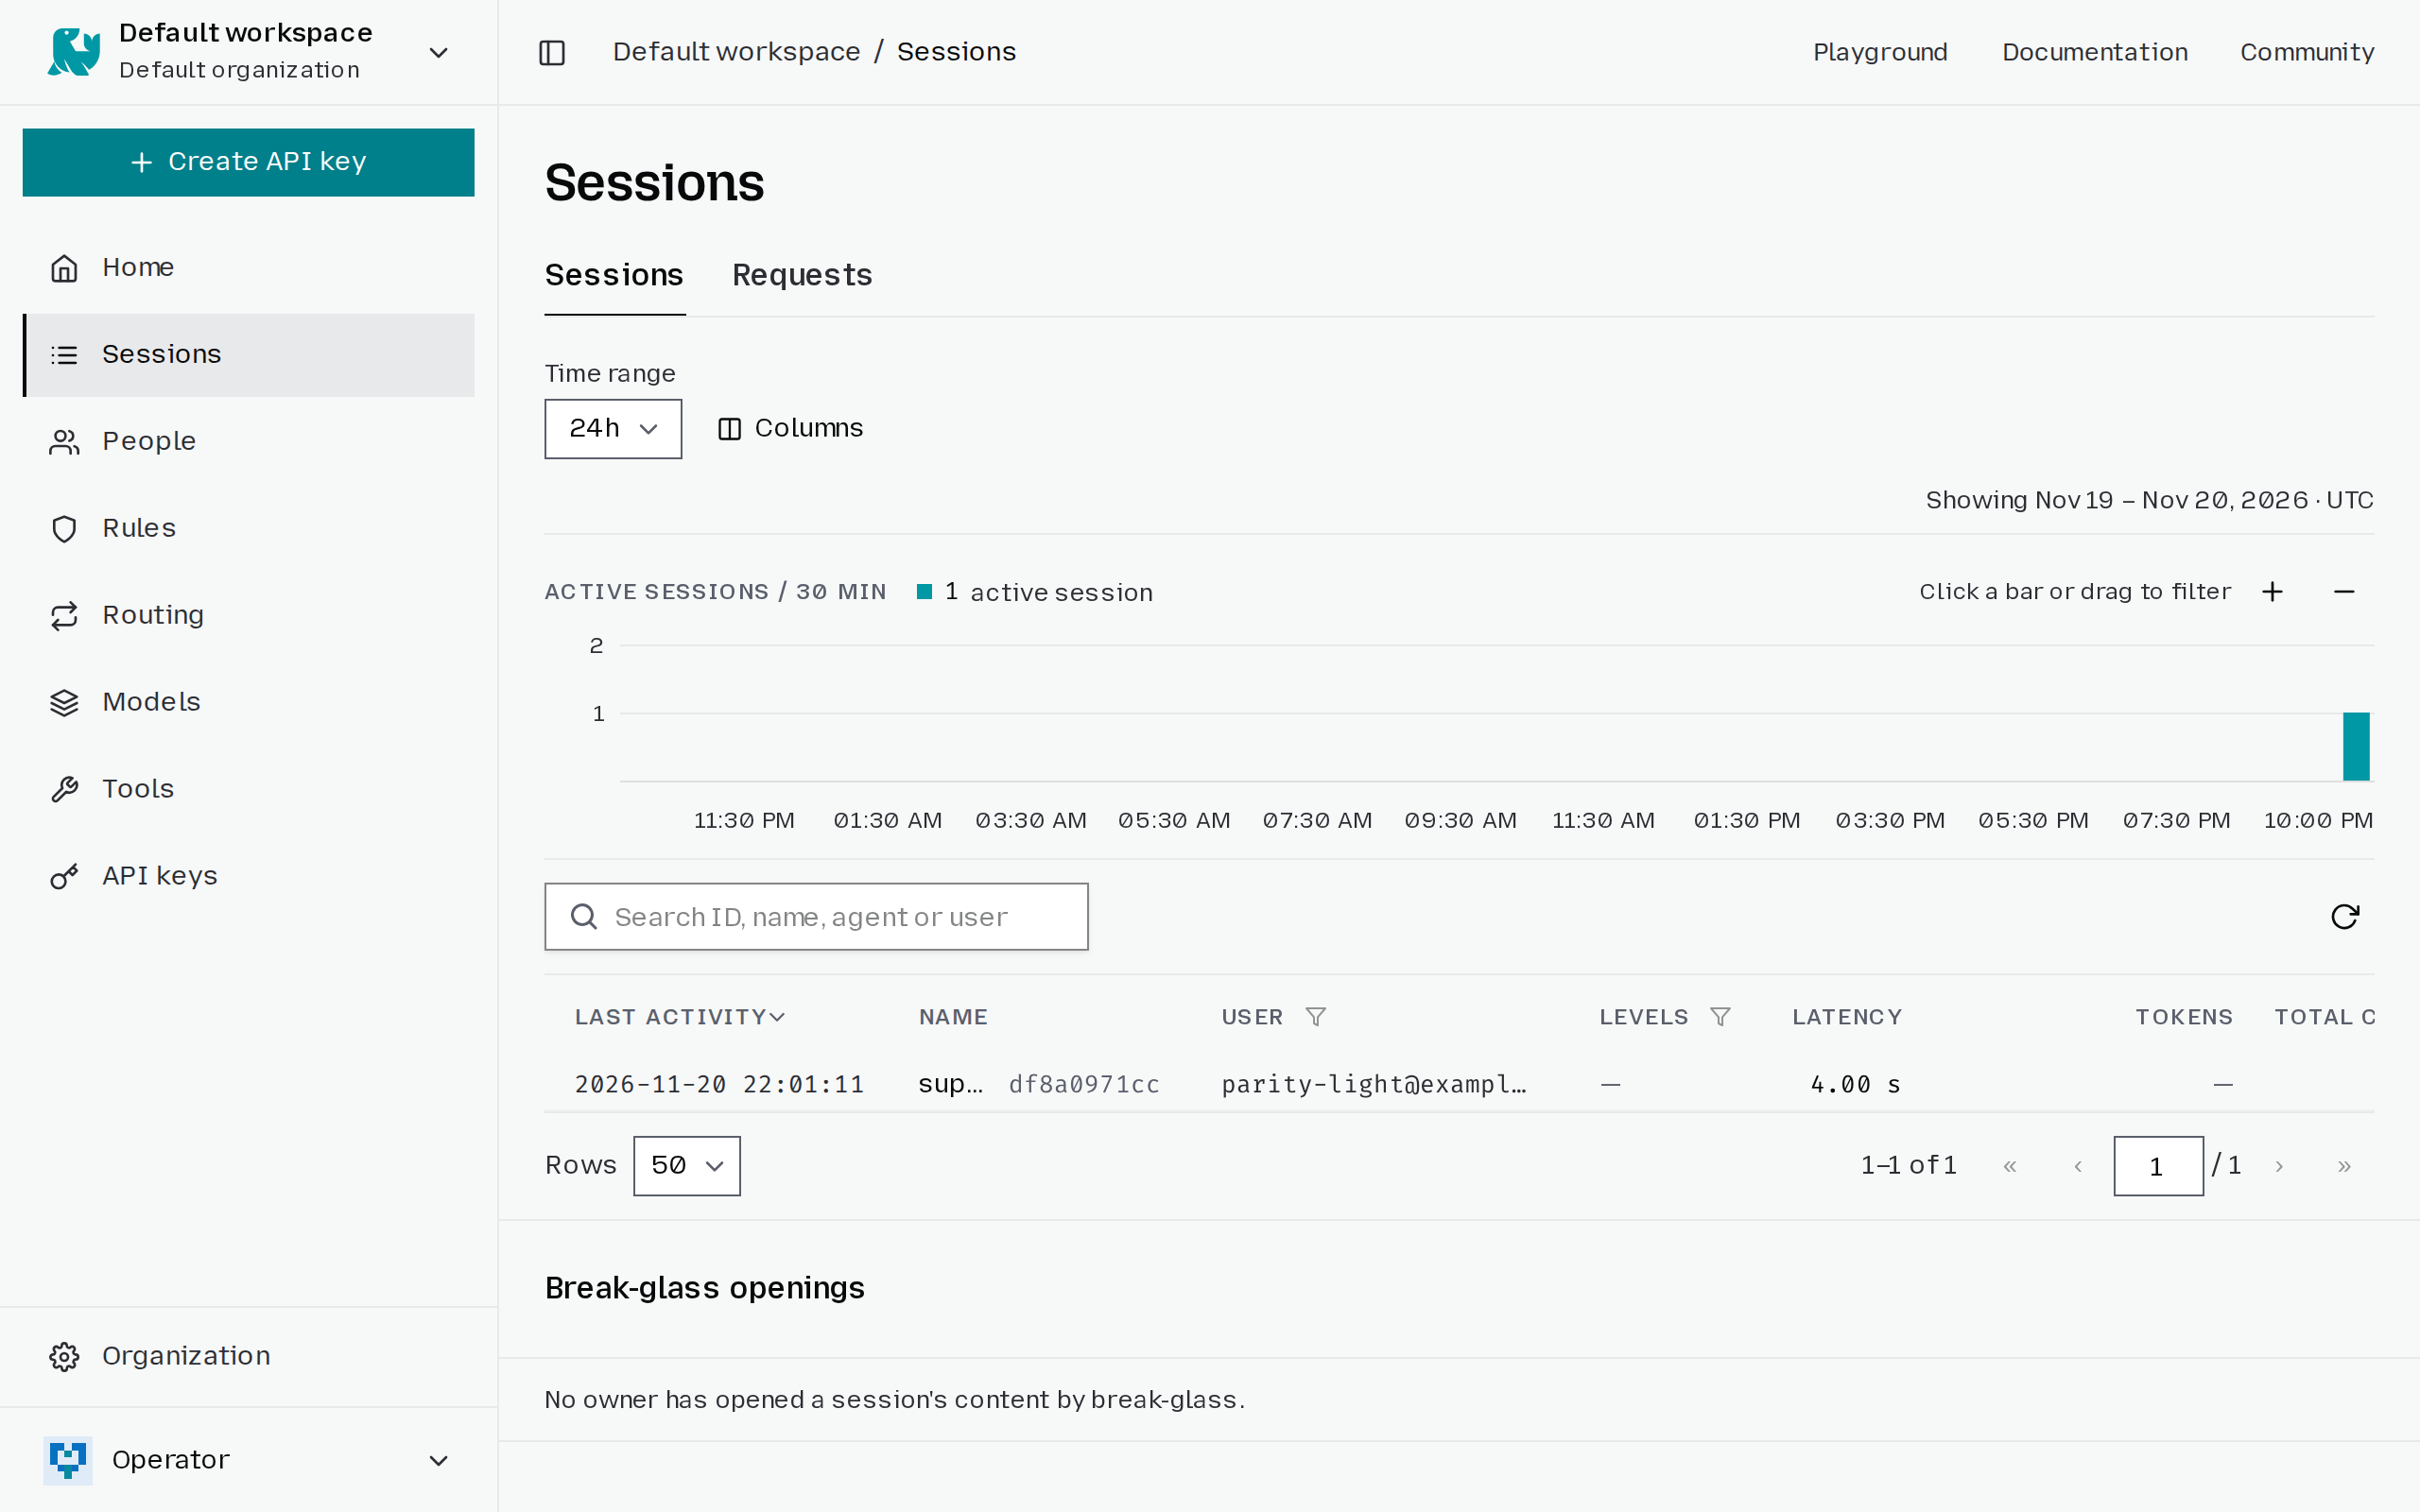 Default workspace
Default organization
Default workspace / Sessions
Playground
Documentation
Community
Create API key
Home
Sessions
People
Rules
Routing
Models
Tools
API keys
Organization
Operator
Sessions
Sessions
Requests
Time range
24h
Columns
Showing Nov 19 – Nov 20, 2026 · UTC
ACTIVE SESSIONS / 30 MIN
1 active session
Click a bar or drag to filter
2
1
11:30 PM 01:30 AM 03:30 AM 05:30 AM 07:30 AM 09:30 AM 11:30 AM 01:30 PM 03:30 PM 05:30 PM 07:30 PM 10:00 PM
Search ID, name, agent or user
LAST ACTIVITY NAME USER LEVELS LATENCY TOKENS TOTAL C
2026-11-20 22:01:11 sup… df8a0971cc parity-light@exampl… — 4.00 s —
Rows 50
1–1 of 1 « ‹ 1 / 1 › »
Break-glass openings
No owner has opened a session's content by break-glass.